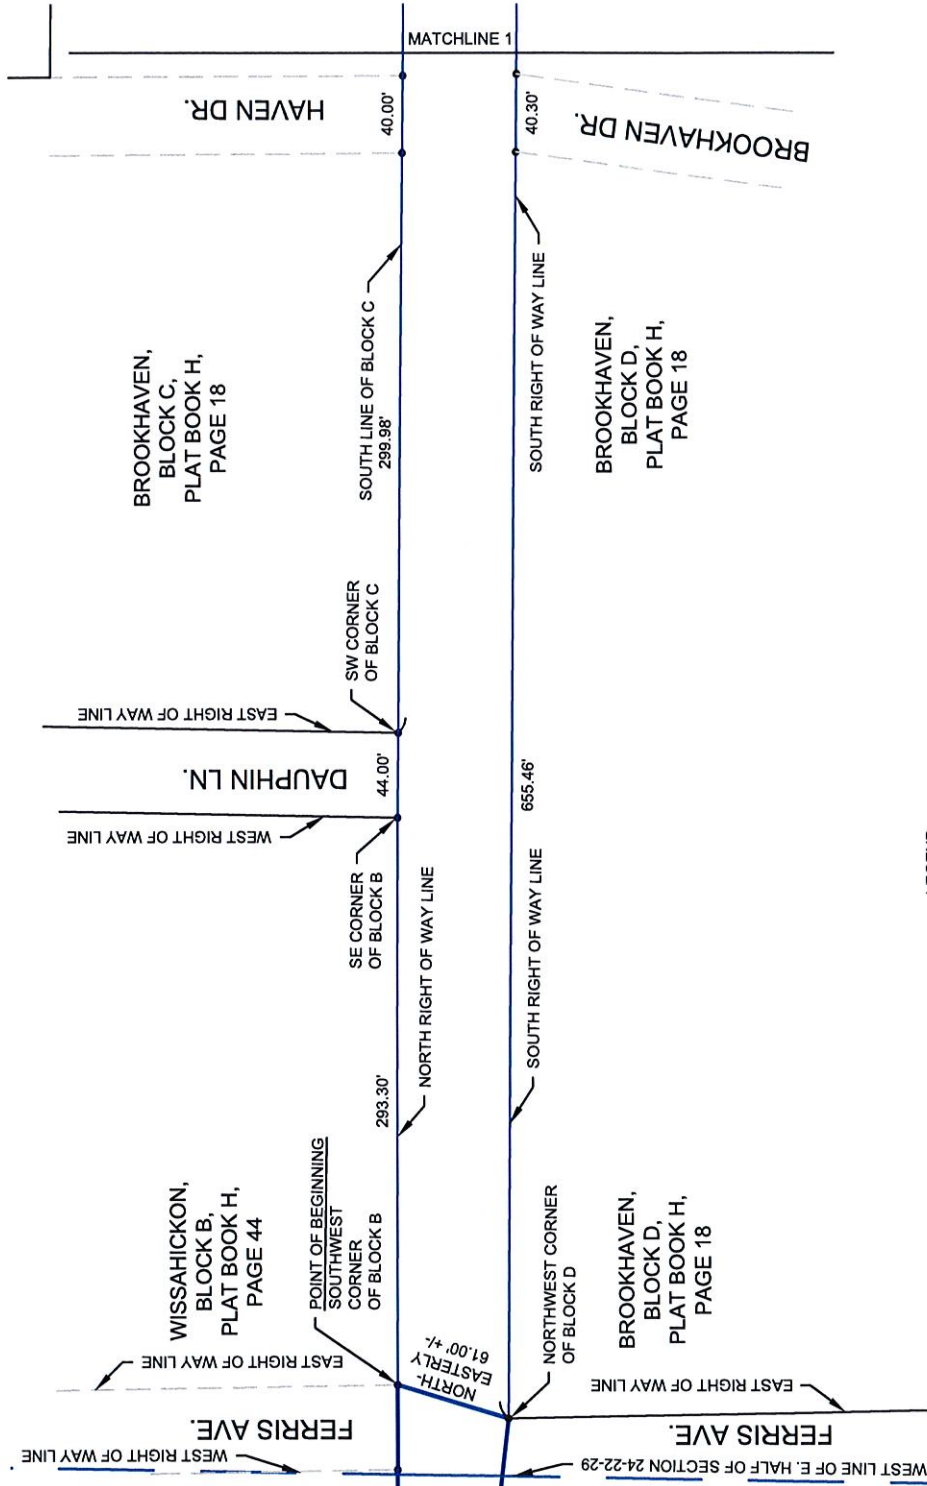 MATCHLINE 1
HAVEN DR.
40.00'
40.30'
BROOKHAVEN DR.
BROOKHAVEN,
BLOCK C,
PLAT BOOK H,
PAGE 18
SOUTH LINE OF BLOCK C
299.98'
SOUTH RIGHT OF WAY LINE
BROOKHAVEN,
BLOCK D,
PLAT BOOK H,
PAGE 18
SW CORNER
OF BLOCK C
EAST RIGHT OF WAY LINE
DAUPHIN LN.
44.00'
WEST RIGHT OF WAY LINE
655.46'
SE CORNER
OF BLOCK B
NORTH RIGHT OF WAY LINE
SOUTH RIGHT OF WAY LINE
293.30'
WISSAHICKON,
BLOCK B,
PLAT BOOK H,
PAGE 44
POINT OF BEGINNING
SOUTHWEST
CORNER
OF BLOCK B
NORTHWEST CORNER
OF BLOCK D
BROOKHAVEN,
BLOCK D,
PLAT BOOK H,
PAGE 18
EAST RIGHT OF WAY LINE
NORTH-
EASTERLY
61.00' +/-
EAST RIGHT OF WAY LINE
FERRIS AVE.
FERRIS AVE.
WEST RIGHT OF WAY LINE
WEST LINE OF E. HALF OF SECTION 24-22-29